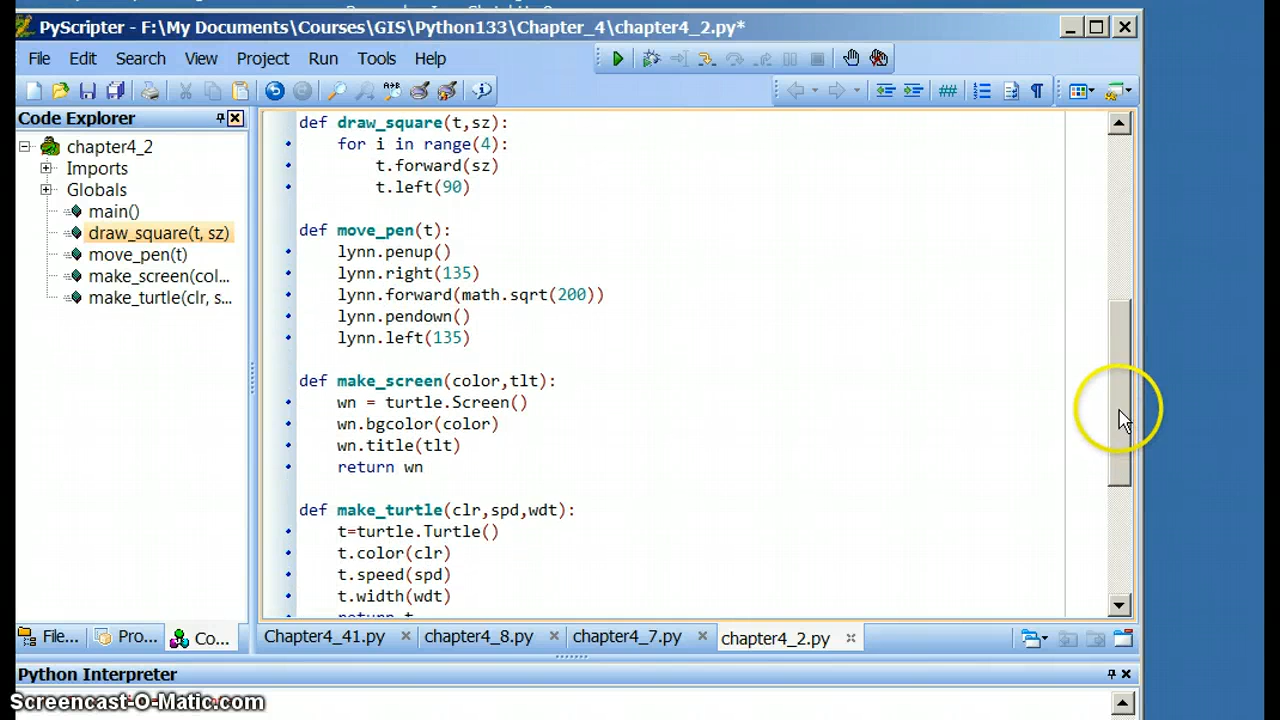 PyScripter - F:\My Documents\Courses\GIS\Python133\Chapter_4\chapter4_2.py*
File Edit Search View Project Run Tools Help
Code Explorer
chapter4_2
Imports
Globals
main()
draw_square(t, sz)
move_pen(t)
make_screen(col...
make_turtle(clr, s...
def draw_square(t,sz):
for i in range(4):
t.forward(sz)
t.left(90)
def move_pen(t):
lynn.penup()
lynn.right(135)
lynn.forward(math.sqrt(200))
lynn.pendown()
lynn.left(135)
def make_screen(color,tlt):
wn = turtle.Screen()
wn.bgcolor(color)
wn.title(tlt)
return wn
def make_turtle(clr,spd,wdt):
t=turtle.Turtle()
t.color(clr)
t.speed(spd)
t.width(wdt)
return t
File... Pro... Co...
Chapter4_41.py chapter4_8.py chapter4_7.py chapter4_2.py
Python Interpreter
Screencast-O-Matic.com